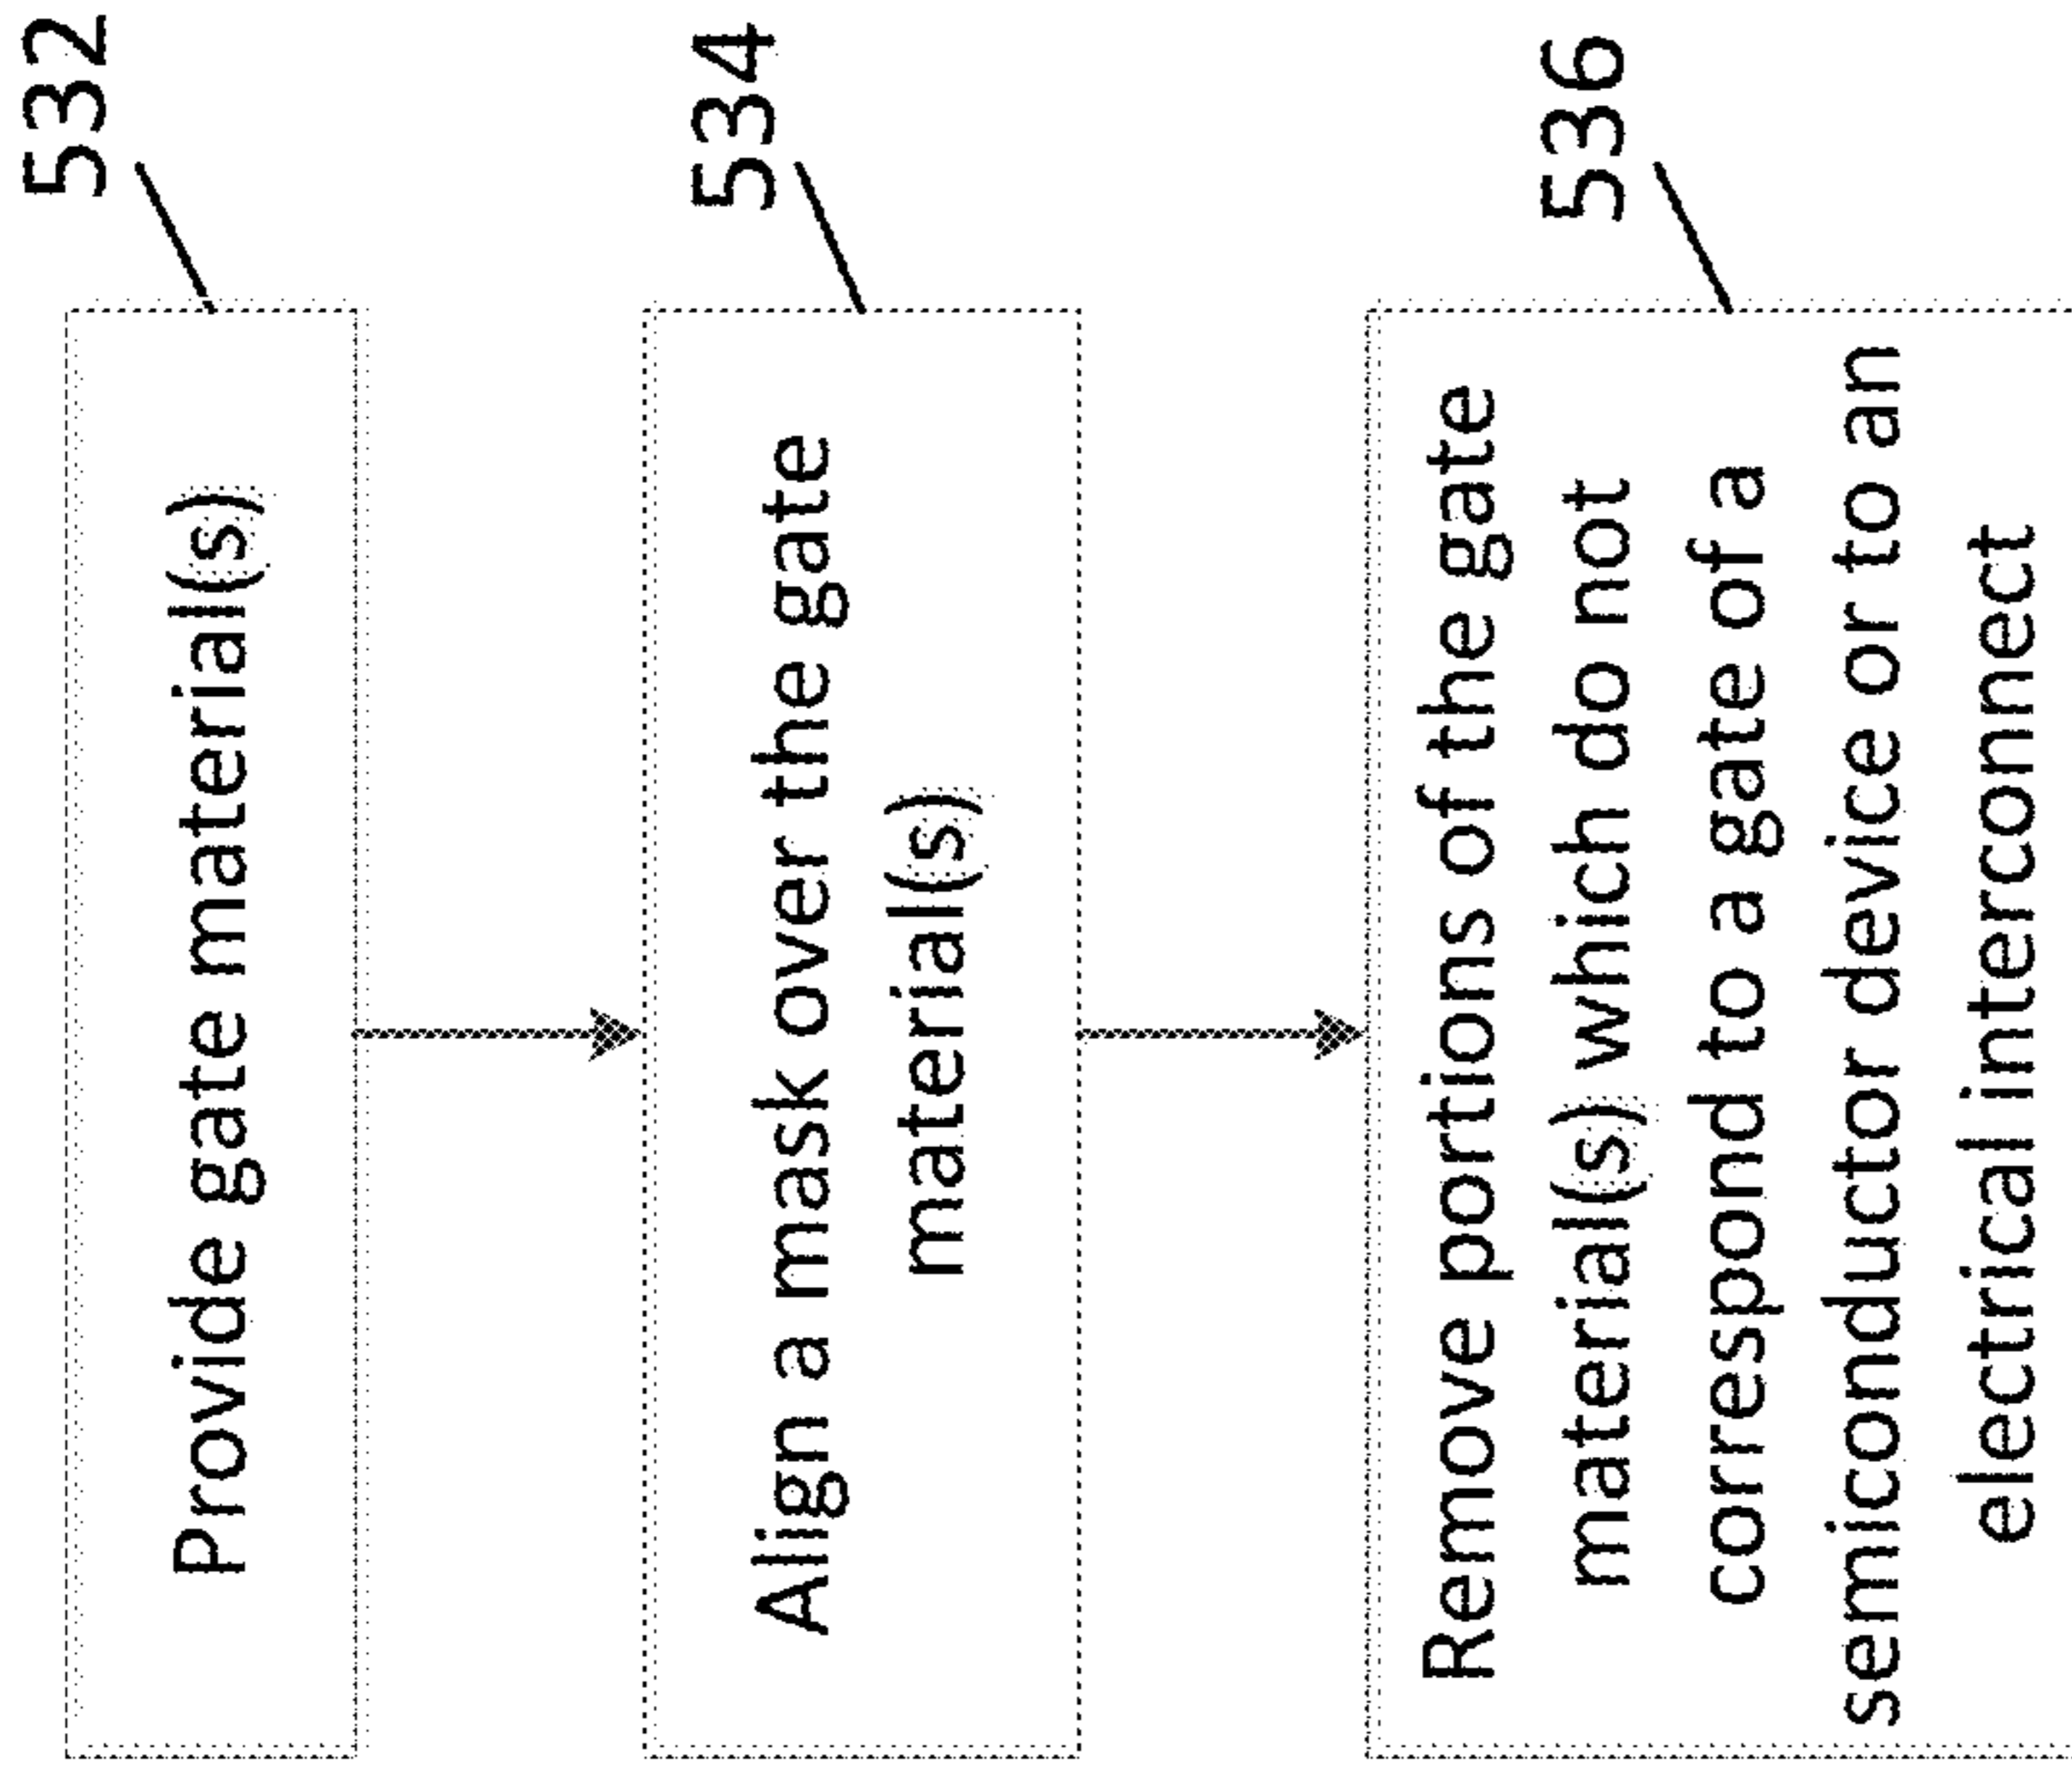 532
Provide gate material(s)
534
Align a mask over the gate
material(s)
536
Remove portions of the gate
material(s) which do not
correspond to a gate of a
semiconductor device or to an
electrical interconnect